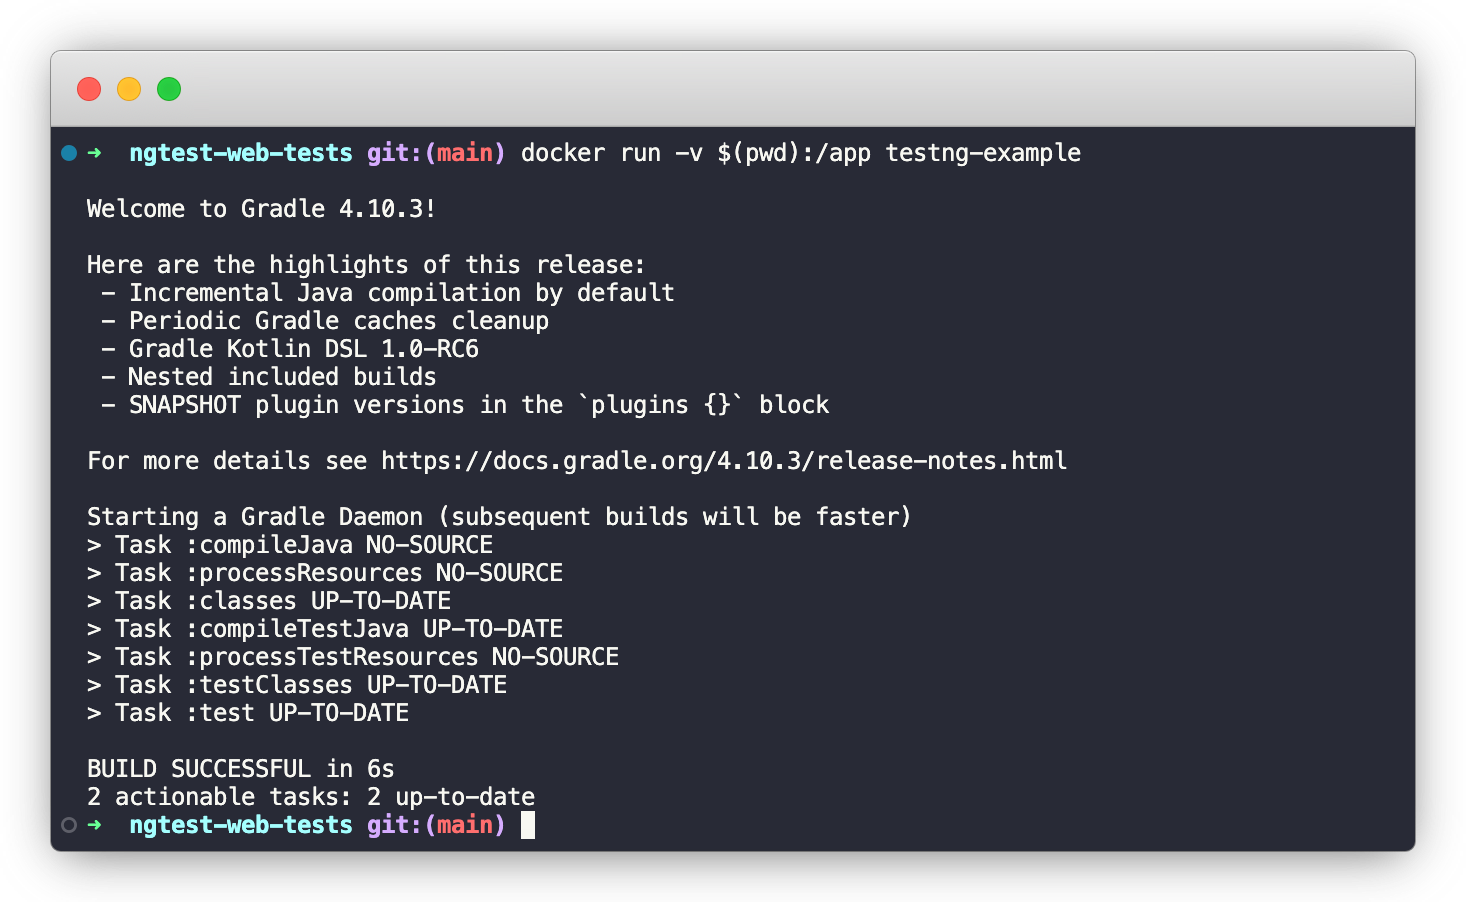 ➜ ngtest-web-tests git:(main) docker run -v $(pwd):/app testng-example
Welcome to Gradle 4.10.3!
Here are the highlights of this release:
- Incremental Java compilation by default
- Periodic Gradle caches cleanup
- Gradle Kotlin DSL 1.0-RC6
- Nested included builds
- SNAPSHOT plugin versions in the `plugins {}` block
For more details see https://docs.gradle.org/4.10.3/release-notes.html
Starting a Gradle Daemon (subsequent builds will be faster)
> Task :compileJava NO-SOURCE
> Task :processResources NO-SOURCE
> Task :classes UP-TO-DATE
> Task :compileTestJava UP-TO-DATE
> Task :processTestResources NO-SOURCE
> Task :testClasses UP-TO-DATE
> Task :test UP-TO-DATE
BUILD SUCCESSFUL in 6s
2 actionable tasks: 2 up-to-date
➜ ngtest-web-tests git:(main)